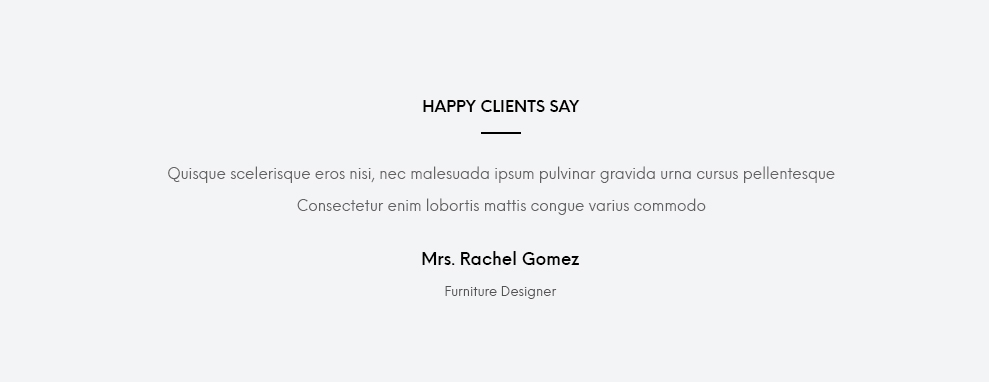 HAPPY CLIENTS SAY
Quisque scelerisque eros nisi, nec malesuada ipsum pulvinar gravida urna cursus pellentesque
Consectetur enim lobortis mattis congue varius commodo
Mrs. Rachel Gomez
Furniture Designer